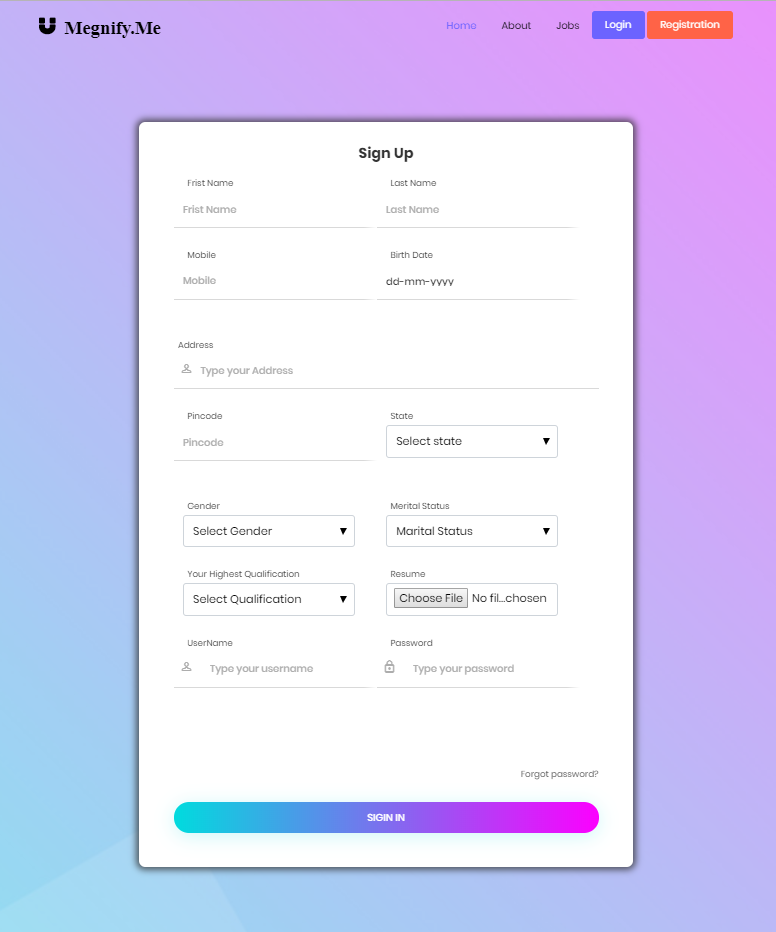 Megnify.Me Home About Jobs Login Registration
Sign Up
Frist Name Last Name
Frist Name Last Name
Mobile Birth Date
Mobile dd-mm-yyyy
Address
Type your Address
Pincode State
Pincode Select state
Gender Merital Status
Select Gender Marital Status
Your Highest Qualification Resume
Select Qualification Choose File No fil...chosen
UserName Password
Type your username Type your password
Forgot password?
SIGIN IN